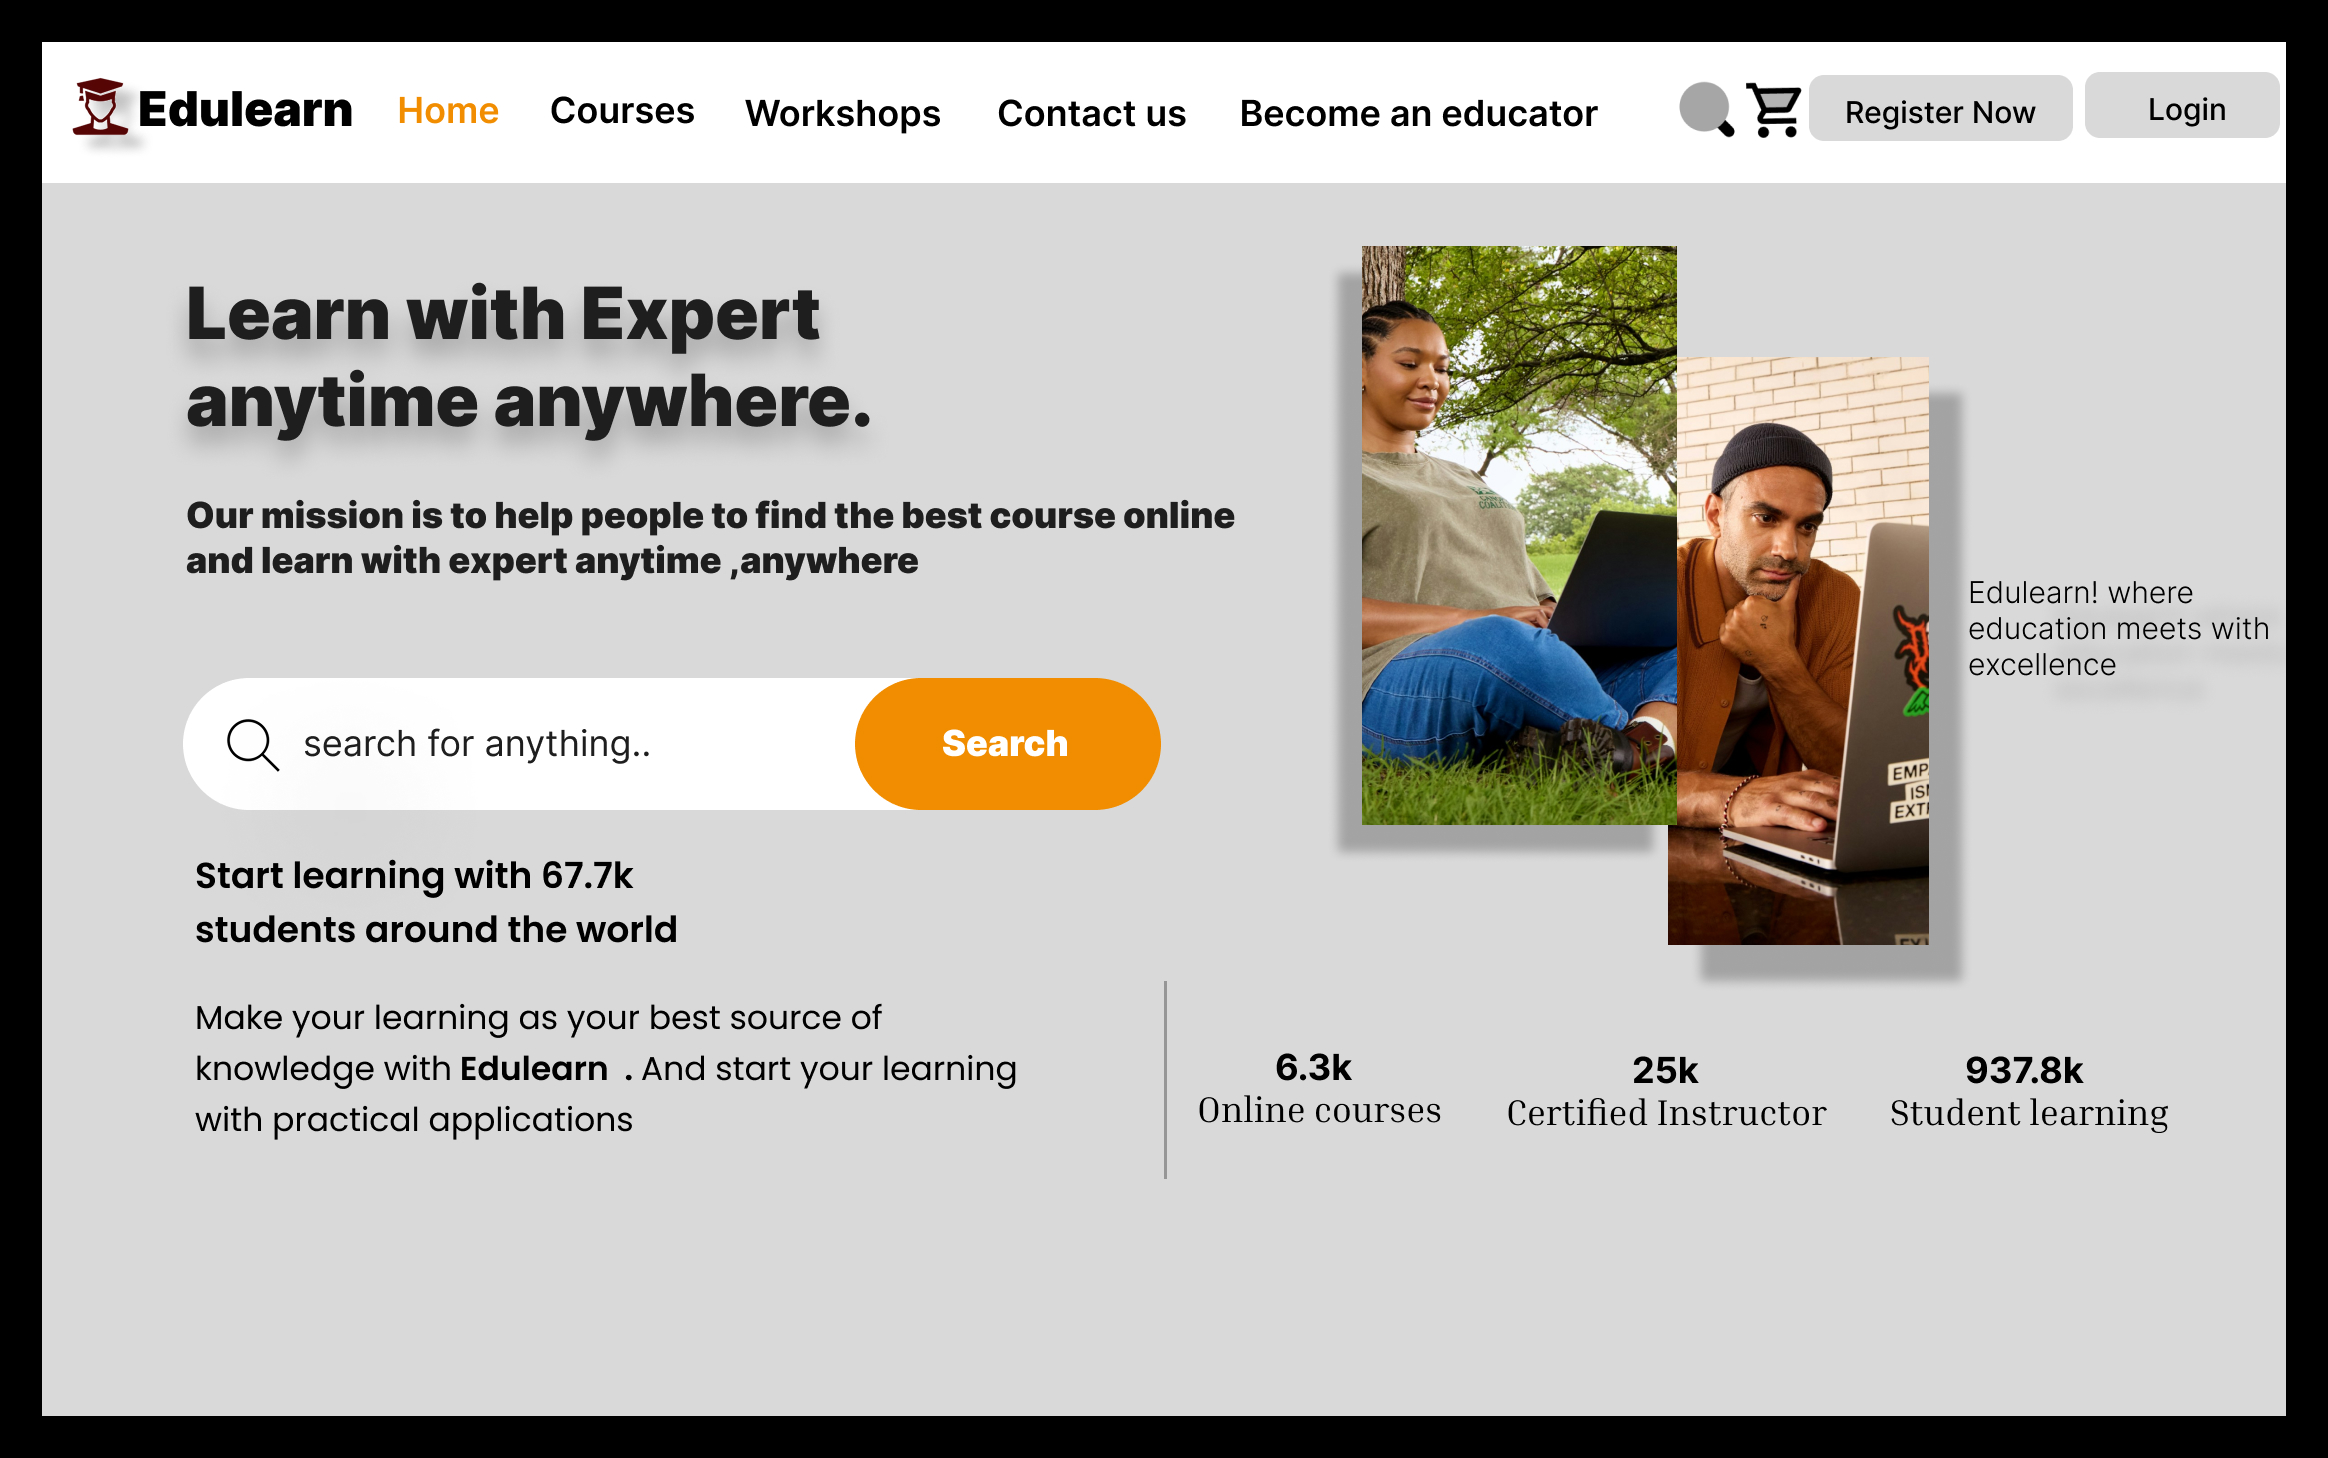 Edulearn
Home
Courses
Workshops
Contact us
Become an educator
Register Now
Login
Learn with Expert
anytime anywhere.
Our mission is to help people to find the best course online
and learn with expert anytime ,anywhere
search for anything..
Search
Edulearn! where
education meets with
excellence
Start learning with 67.7k
students around the world
Make your learning as your best source of
knowledge with Edulearn . And start your learning
with practical applications
6.3k
Online courses
25k
Certified Instructor
937.8k
Student learning